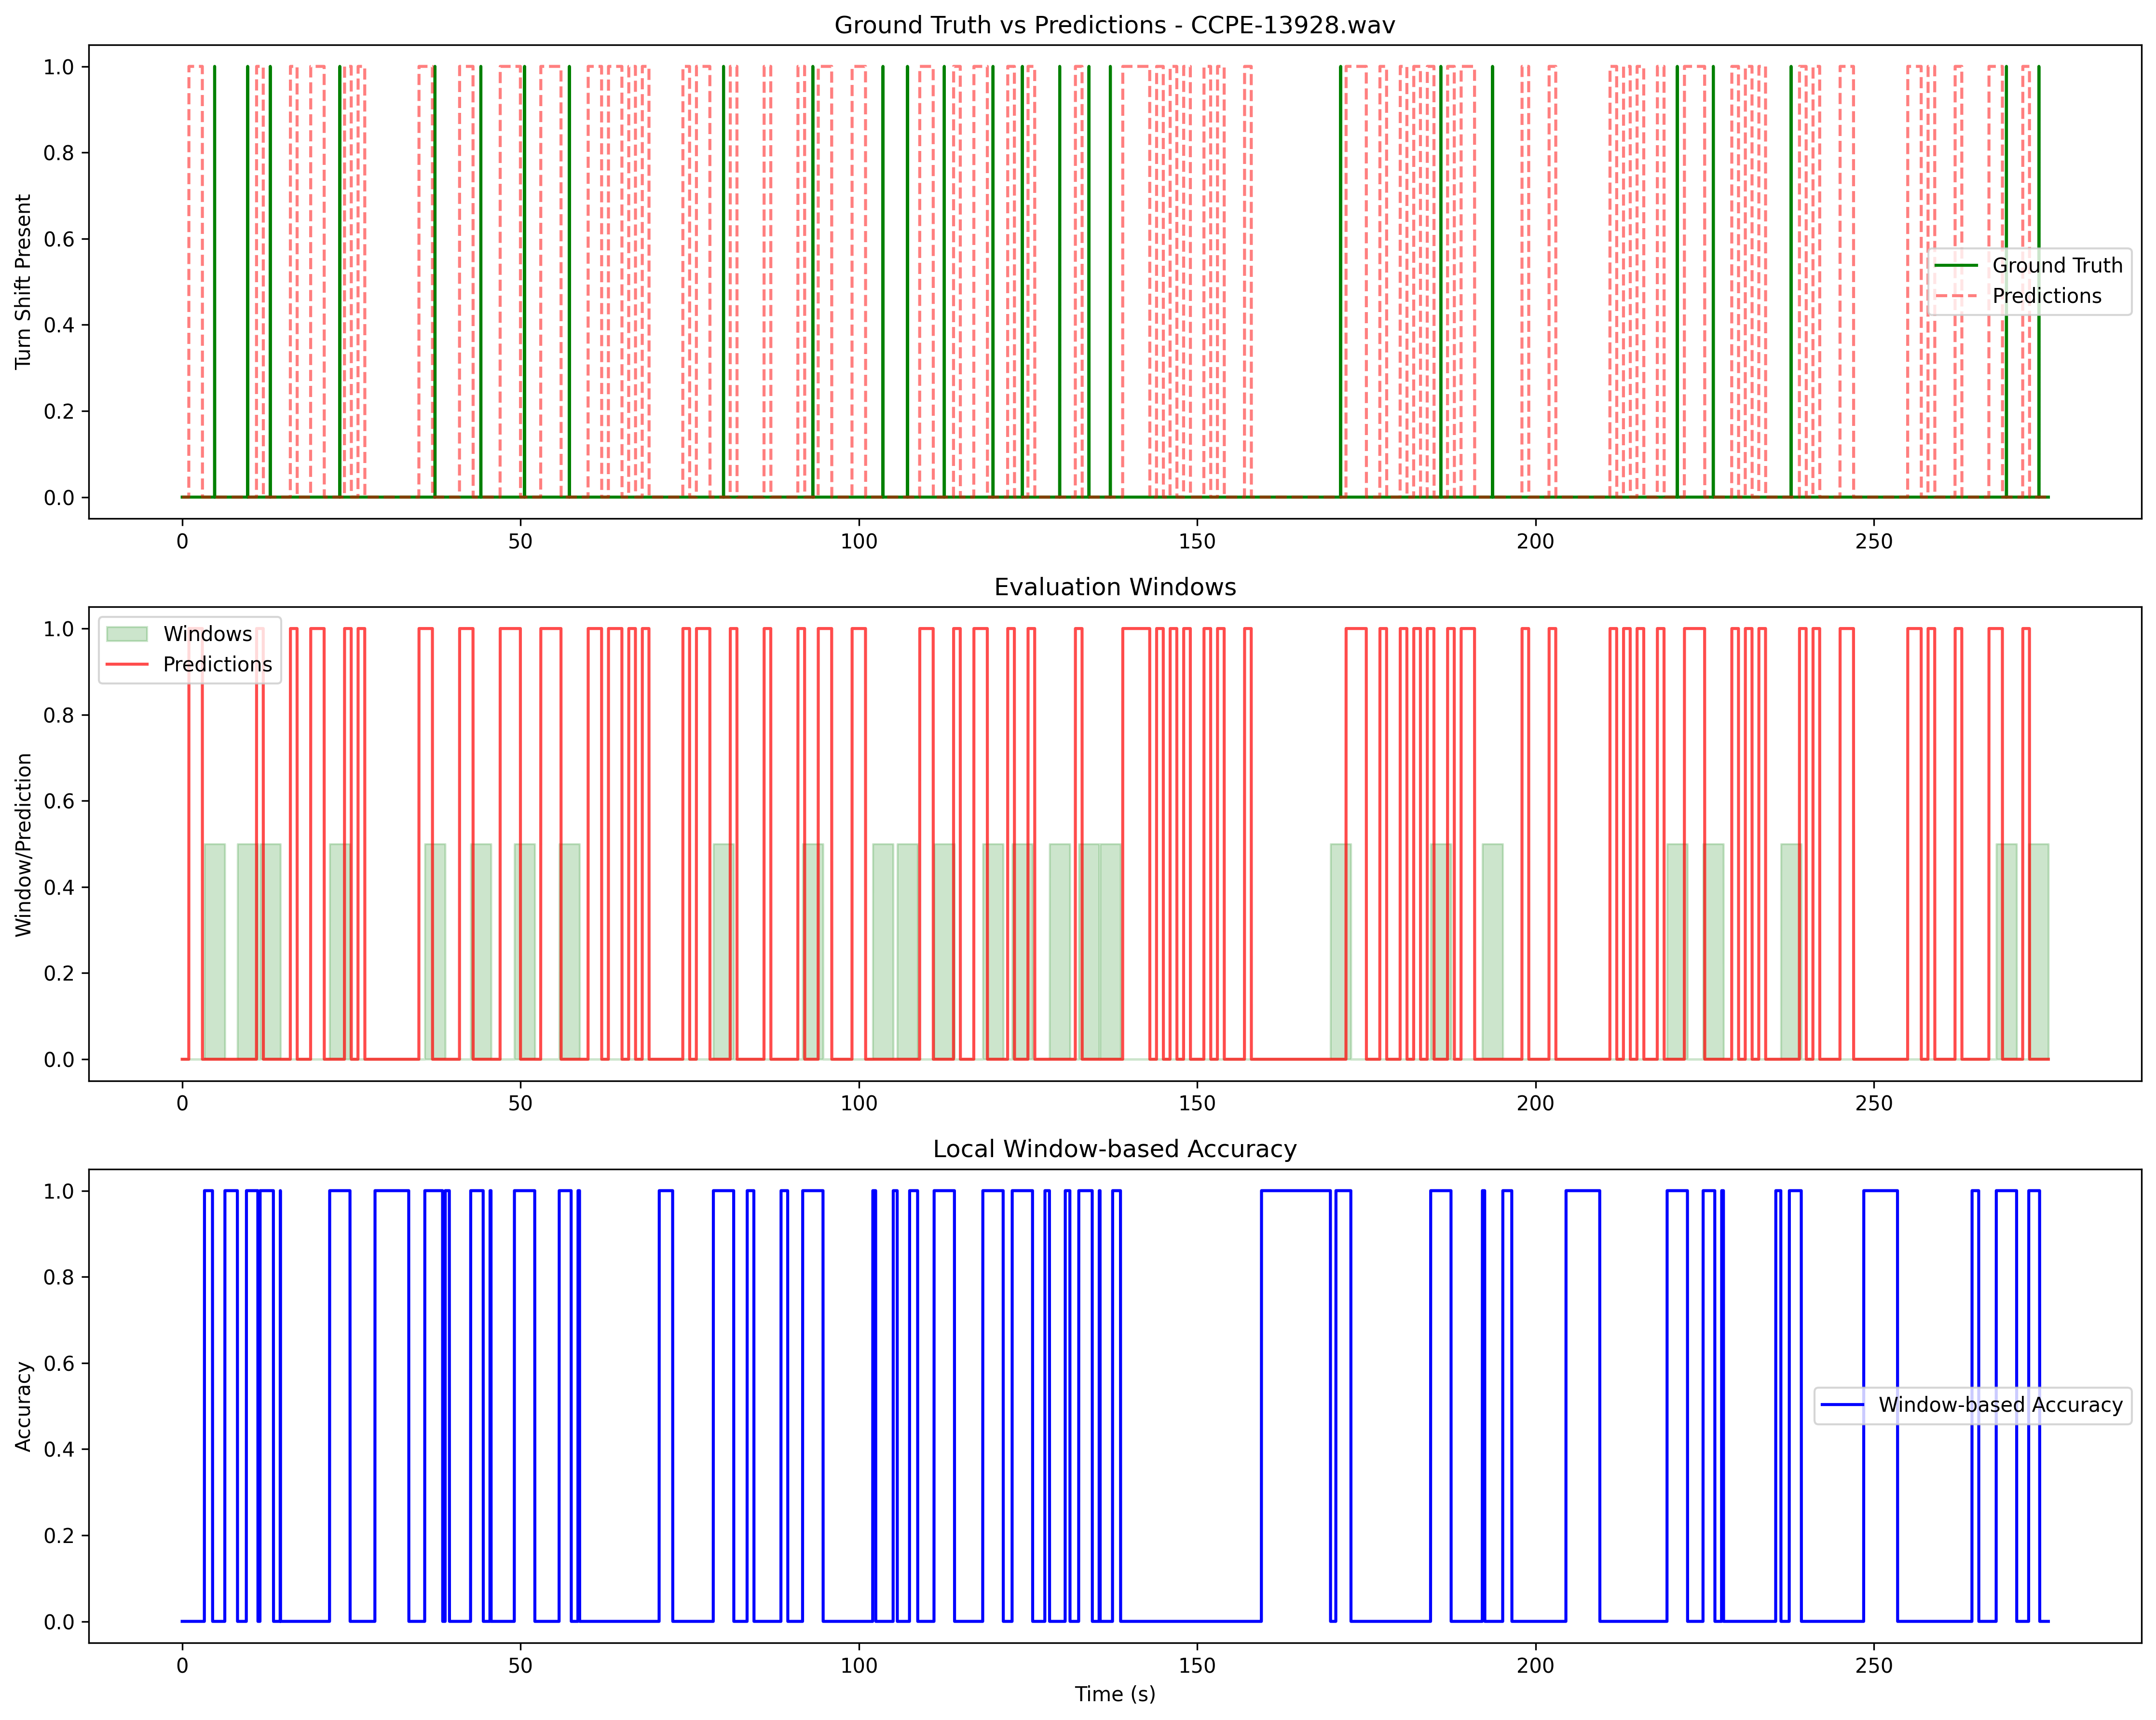 Ground Truth vs Predictions - CCPE-13928.wav
Turn Shift Present
1.0
0.8
0.6
0.4
0.2
0.0
Ground Truth
Predictions
0 50 100 150 200 250
Evaluation Windows
Window/Prediction
1.0
0.8
0.6
0.4
0.2
0.0
Windows
Predictions
0 50 100 150 200 250
Local Window-based Accuracy
Accuracy
1.0
0.8
0.6
0.4
0.2
0.0
Window-based Accuracy
0 50 100 150 200 250
Time (s)